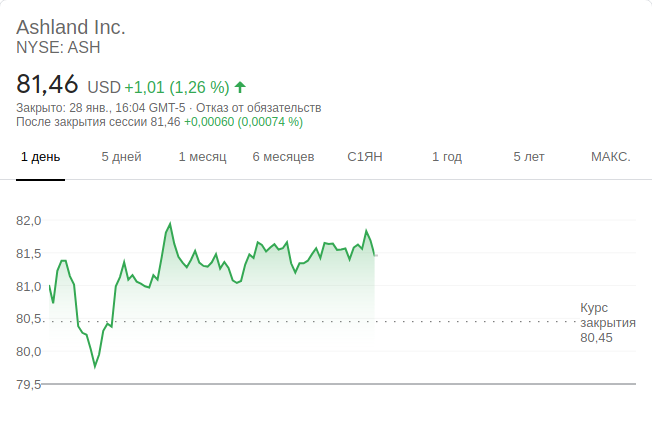 Ashland Inc.
NYSE: ASH
81,46 USD +1,01 (1,26 %)
Закрыто: 28 янв., 16:04 GMT-5 · Отказ от обязательств
После закрытия сессии 81,46 +0,00060 (0,00074 %)
1 день 5 дней 1 месяц 6 месяцев С1ЯН 1 год 5 лет МАКС.
82,0
81,5
81,0
80,5
80,0
79,5
Курс
закрытия
80,45